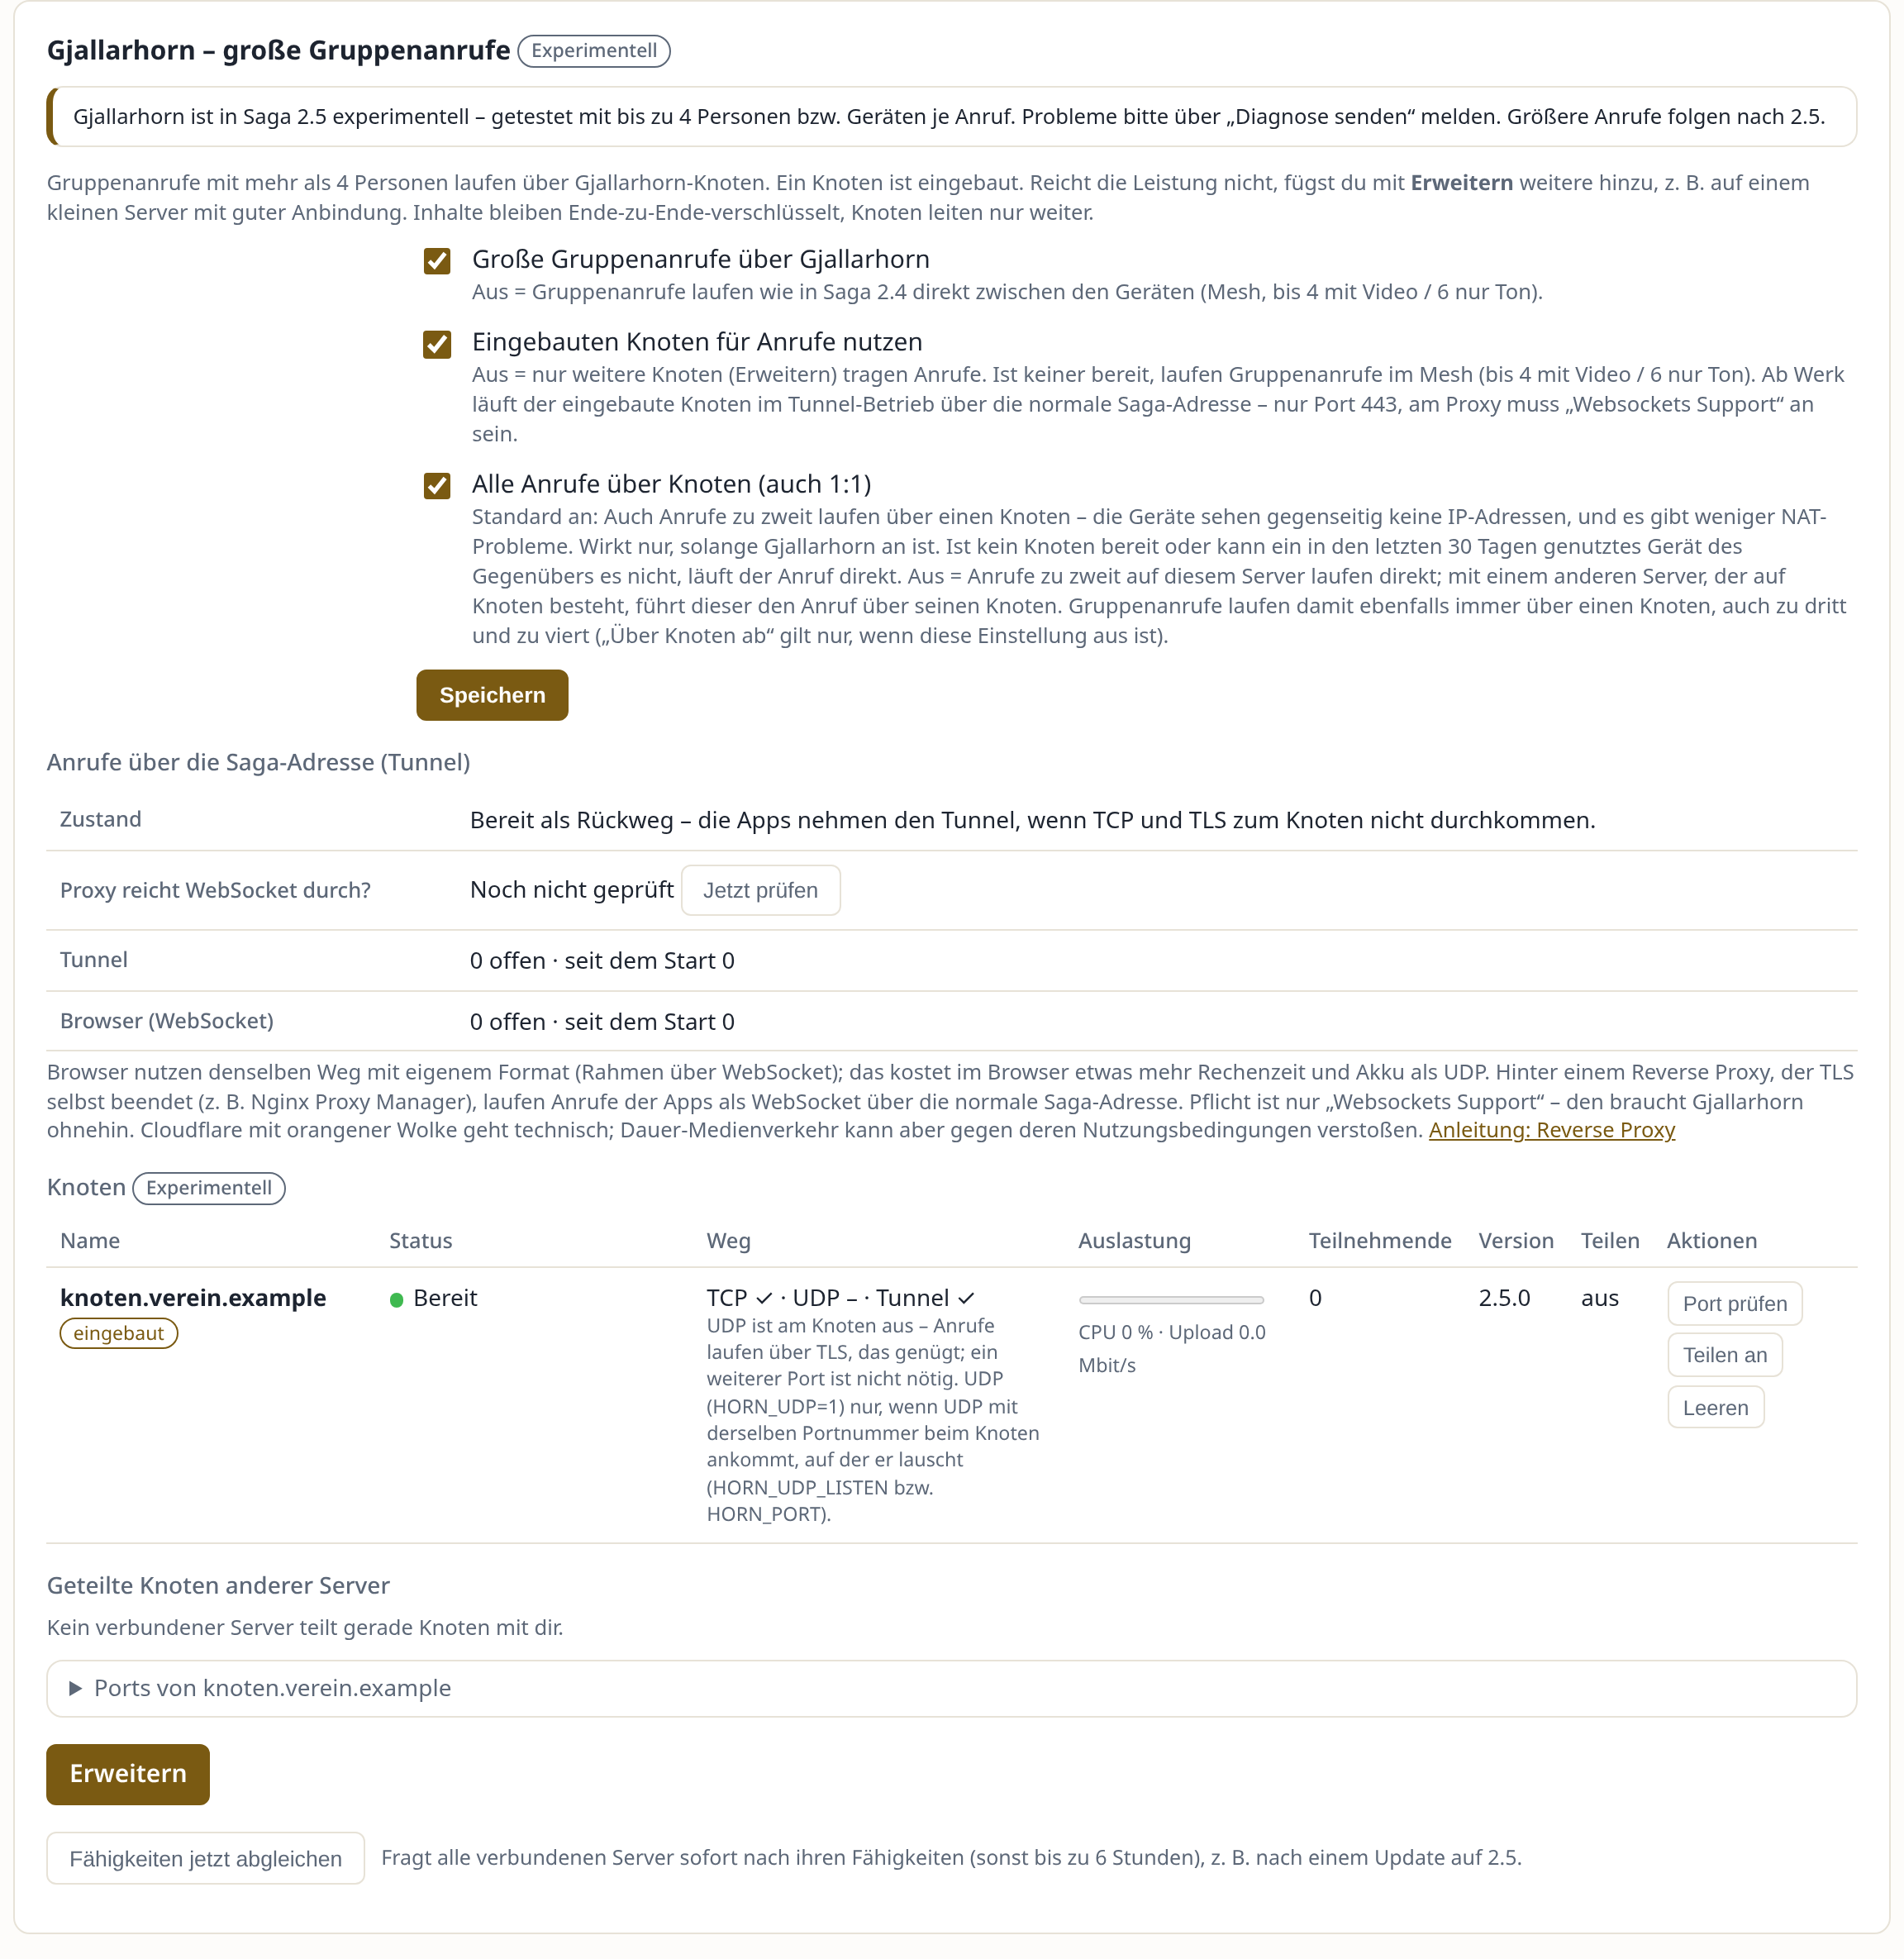 Gjallarhorn – große Gruppenanrufe Experimentell
Gjallarhorn ist in Saga 2.5 experimentell – getestet mit bis zu 4 Personen bzw. Geräten je Anruf. Probleme bitte über „Diagnose senden“ melden. Größere Anrufe folgen nach 2.5.
Gruppenanrufe mit mehr als 4 Personen laufen über Gjallarhorn-Knoten. Ein Knoten ist eingebaut. Reicht die Leistung nicht, fügst du mit Erweitern weitere hinzu, z. B. auf einem
kleinen Server mit guter Anbindung. Inhalte bleiben Ende-zu-Ende-verschlüsselt, Knoten leiten nur weiter.
Große Gruppenanrufe über Gjallarhorn
Aus = Gruppenanrufe laufen wie in Saga 2.4 direkt zwischen den Geräten (Mesh, bis 4 mit Video / 6 nur Ton).
Eingebauten Knoten für Anrufe nutzen
Aus = nur weitere Knoten (Erweitern) tragen Anrufe. Ist keiner bereit, laufen Gruppenanrufe im Mesh (bis 4 mit Video / 6 nur Ton). Ab Werk
läuft der eingebaute Knoten im Tunnel-Betrieb über die normale Saga-Adresse – nur Port 443, am Proxy muss „Websockets Support“ an
sein.
Alle Anrufe über Knoten (auch 1:1)
Standard an: Auch Anrufe zu zweit laufen über einen Knoten – die Geräte sehen gegenseitig keine IP-Adressen, und es gibt weniger NAT-
Probleme. Wirkt nur, solange Gjallarhorn an ist. Ist kein Knoten bereit oder kann ein in den letzten 30 Tagen genutztes Gerät des
Gegenübers es nicht, läuft der Anruf direkt. Aus = Anrufe zu zweit auf diesem Server laufen direkt; mit einem anderen Server, der auf
Knoten besteht, führt dieser den Anruf über seinen Knoten. Gruppenanrufe laufen damit ebenfalls immer über einen Knoten, auch zu dritt
und zu viert („Über Knoten ab“ gilt nur, wenn diese Einstellung aus ist).
Speichern
Anrufe über die Saga-Adresse (Tunnel)
Zustand Bereit als Rückweg – die Apps nehmen den Tunnel, wenn TCP und TLS zum Knoten nicht durchkommen.
Proxy reicht WebSocket durch? Noch nicht geprüft Jetzt prüfen
Tunnel 0 offen · seit dem Start 0
Browser (WebSocket) 0 offen · seit dem Start 0
Browser nutzen denselben Weg mit eigenem Format (Rahmen über WebSocket); das kostet im Browser etwas mehr Rechenzeit und Akku als UDP. Hinter einem Reverse Proxy, der TLS
selbst beendet (z. B. Nginx Proxy Manager), laufen Anrufe der Apps als WebSocket über die normale Saga-Adresse. Pflicht ist nur „Websockets Support“ – den braucht Gjallarhorn
ohnehin. Cloudflare mit orangener Wolke geht technisch; Dauer-Medienverkehr kann aber gegen deren Nutzungsbedingungen verstoßen. Anleitung: Reverse Proxy
Knoten Experimentell
Name Status Weg Auslastung Teilnehmende Version Teilen Aktionen
knoten.verein.example
eingebaut
Bereit
TCP ✓ · UDP – · Tunnel ✓
UDP ist am Knoten aus – Anrufe
laufen über TLS, das genügt; ein
weiterer Port ist nicht nötig. UDP
(HORN_UDP=1) nur, wenn UDP mit
derselben Portnummer beim Knoten
ankommt, auf der er lauscht
(HORN_UDP_LISTEN bzw.
HORN_PORT).
CPU 0 % · Upload 0.0
Mbit/s
0
2.5.0
aus
Port prüfen
Teilen an
Leeren
Geteilte Knoten anderer Server
Kein verbundener Server teilt gerade Knoten mit dir.
▶ Ports von knoten.verein.example
Erweitern
Fähigkeiten jetzt abgleichen Fragt alle verbundenen Server sofort nach ihren Fähigkeiten (sonst bis zu 6 Stunden), z. B. nach einem Update auf 2.5.